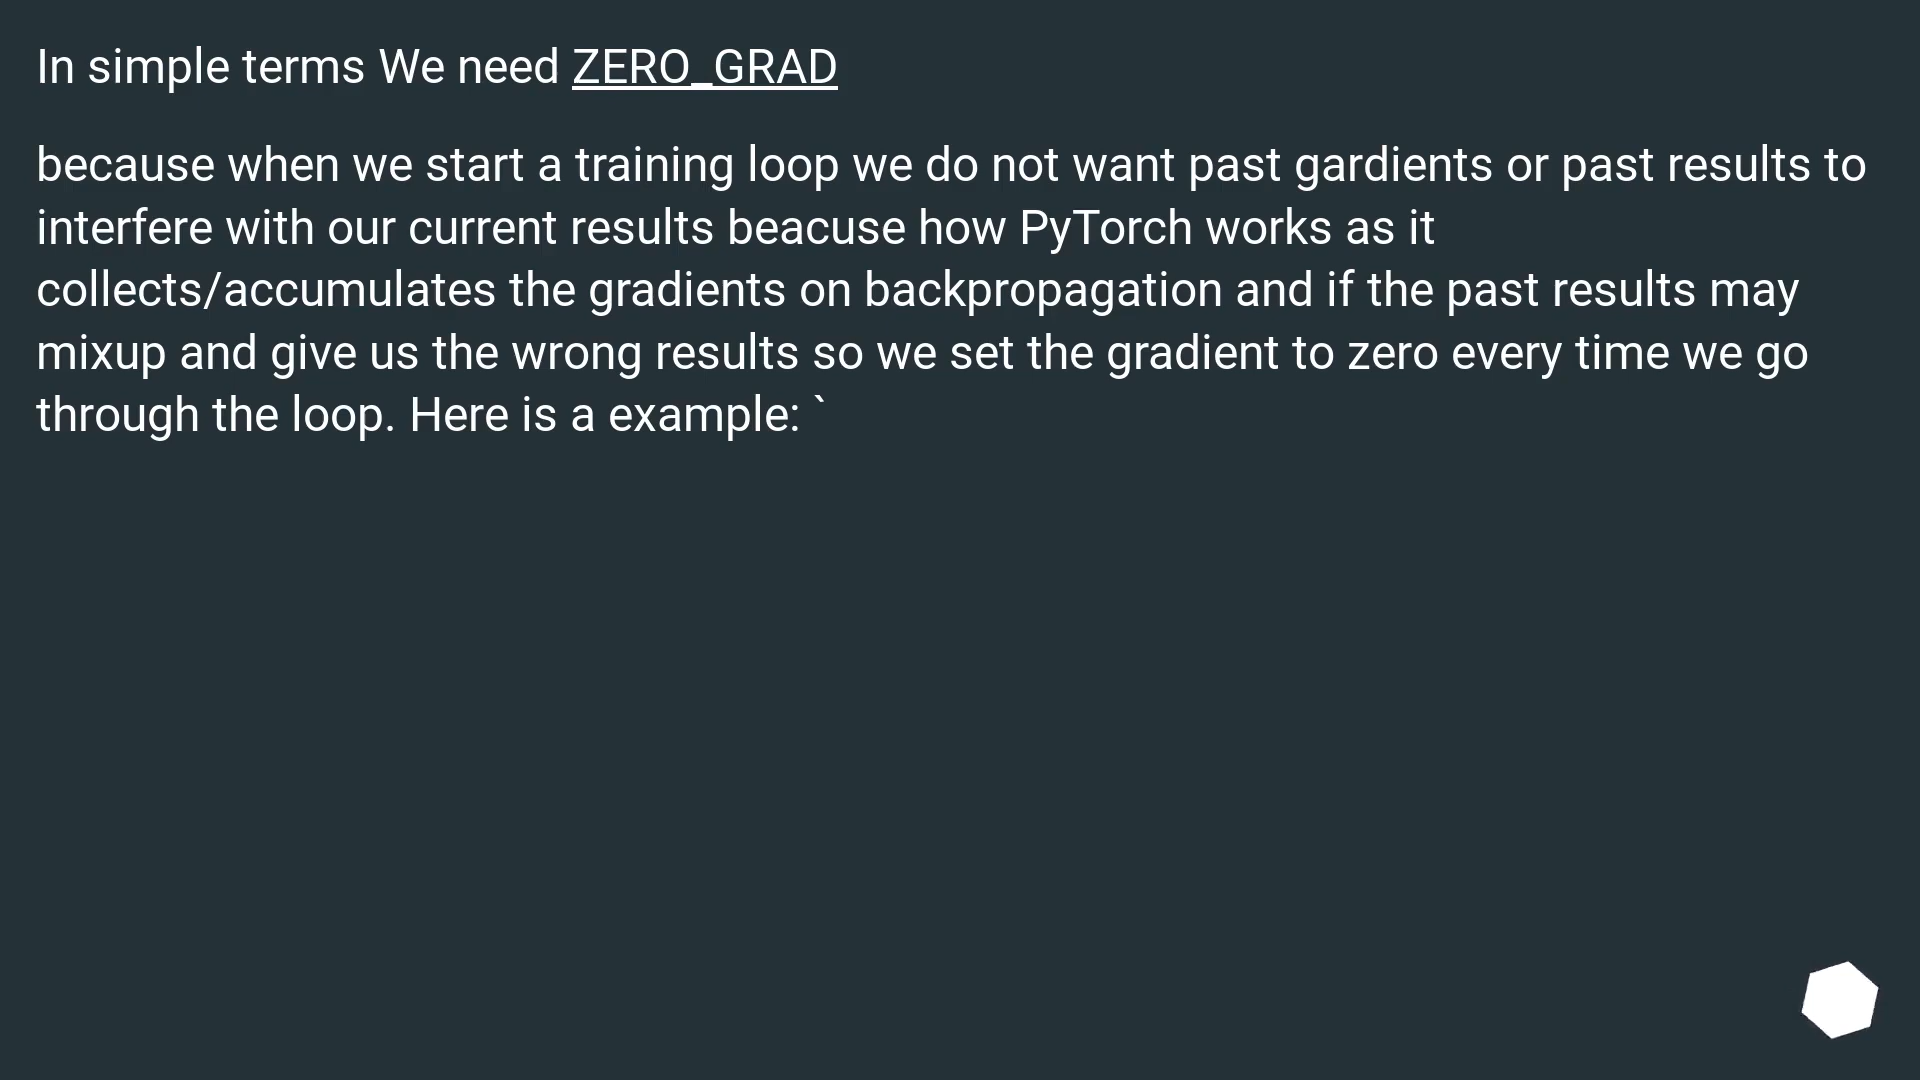 In simple terms We need ZERO_GRAD
because when we start a training loop we do not want past gardients or past results to
interfere with our current results beacuse how PyTorch works as it
collects/accumulates the gradients on backpropagation and if the past results may
mixup and give us the wrong results so we set the gradient to zero every time we go
through the loop. Here is a example: `